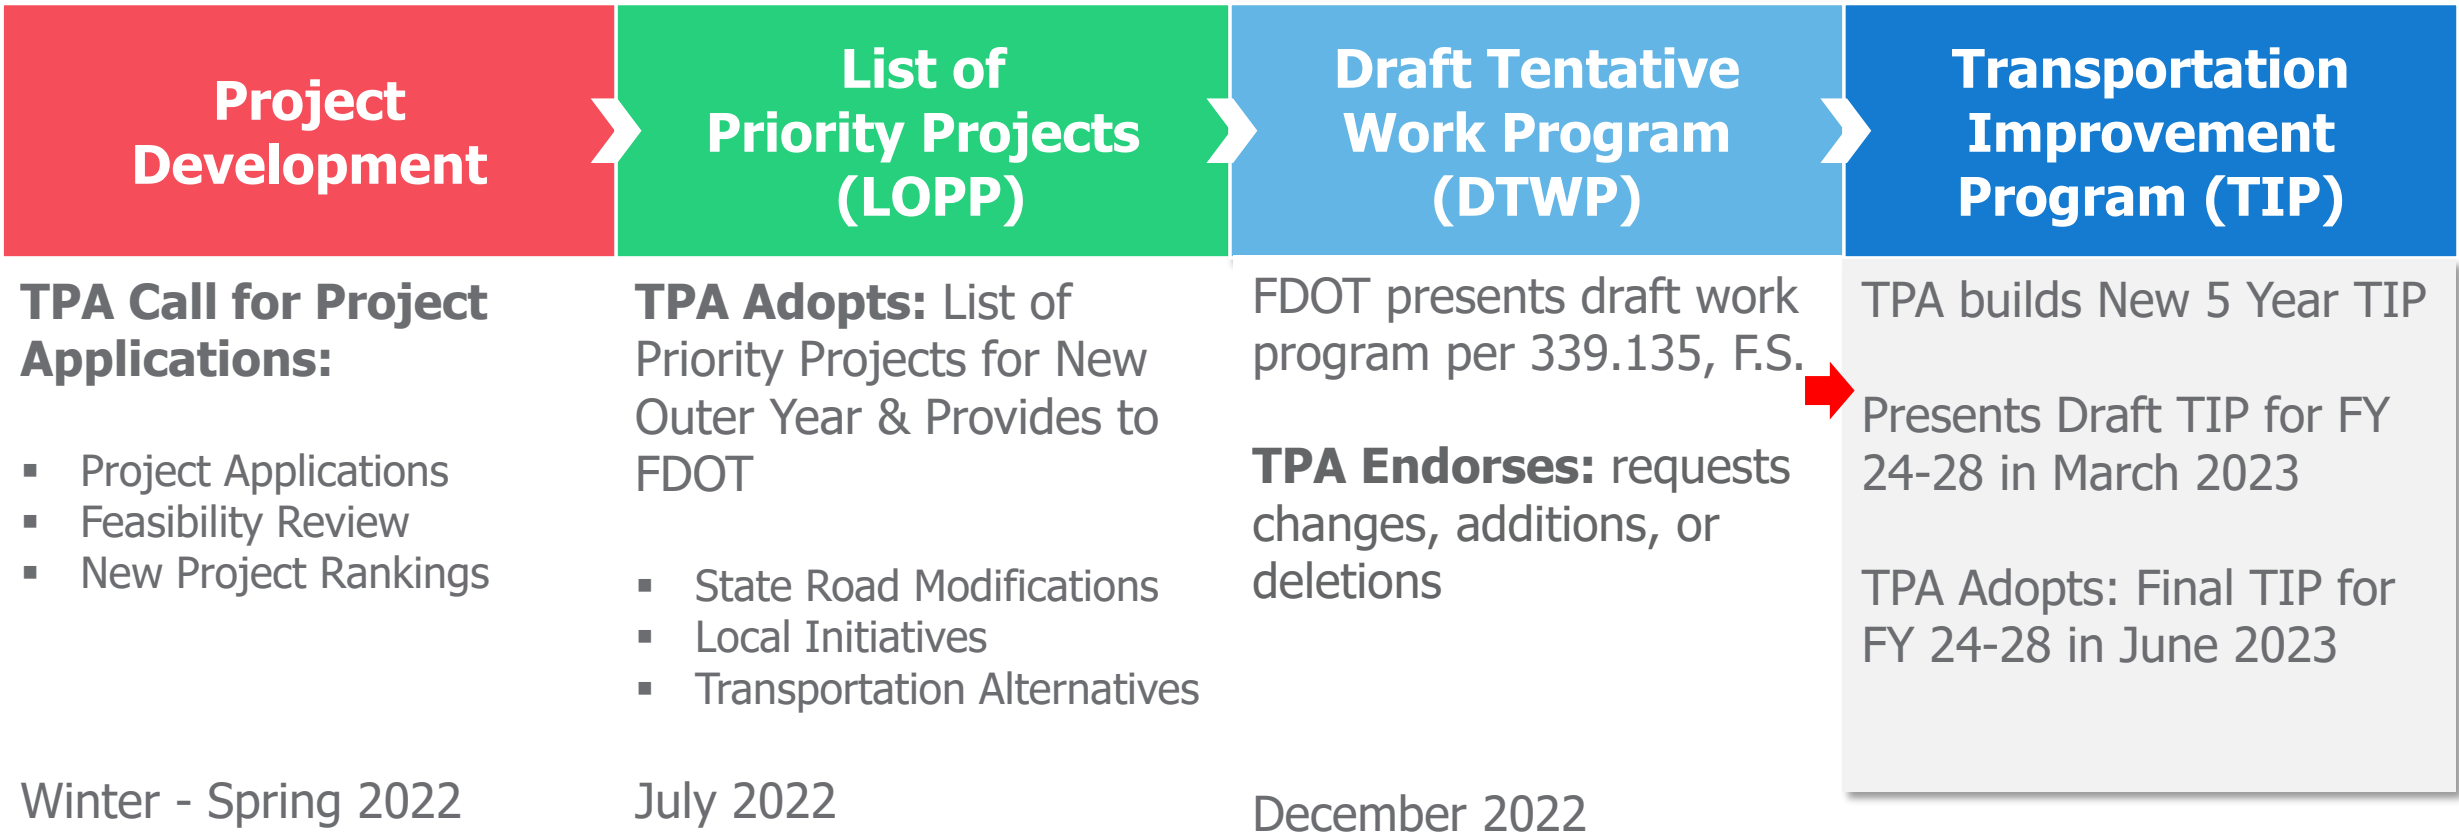 Project
Development
List of
Priority Projects
(LOPP)
Draft Tentative
Work Program
(DTWP)
Transportation
Improvement
Program (TIP)
TPA Call for Project
Applications:
▪ Project Applications
▪ Feasibility Review
▪ New Project Rankings
Winter - Spring 2022
TPA Adopts: List of
Priority Projects for New
Outer Year & Provides to
FDOT
▪ State Road Modifications
▪ Local Initiatives
▪ Transportation Alternatives
July 2022
FDOT presents draft work
program per 339.135, F.S.
TPA Endorses: requests
changes, additions, or
deletions
December 2022
TPA builds New 5 Year TIP
Presents Draft TIP for FY
24-28 in March 2023
TPA Adopts: Final TIP for
FY 24-28 in June 2023